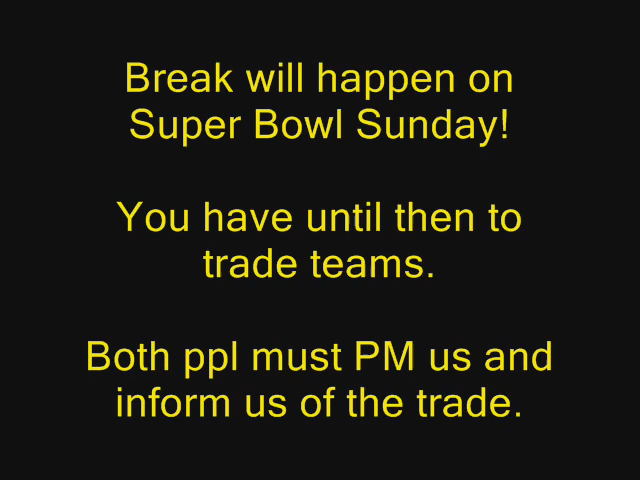 Break will happen on
Super Bowl Sunday!
You have until then to
trade teams.
Both ppl must PM us and
inform us of the trade.